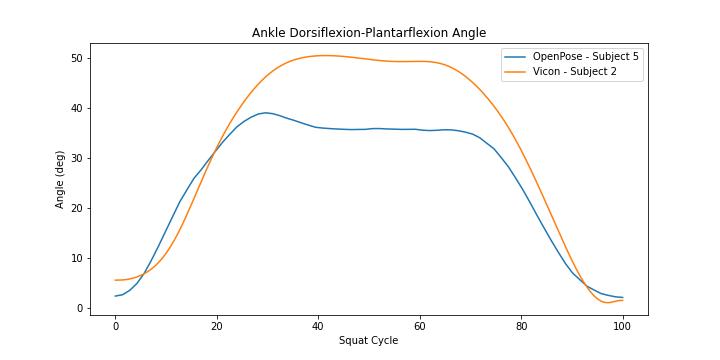 Ankle Dorsiflexion-Plantarflexion Angle
OpenPose - Subject 5
Vicon - Subject 2
Angle (deg)
50
40
30
20
10
0
0 20 40 60 80 100
Squat Cycle